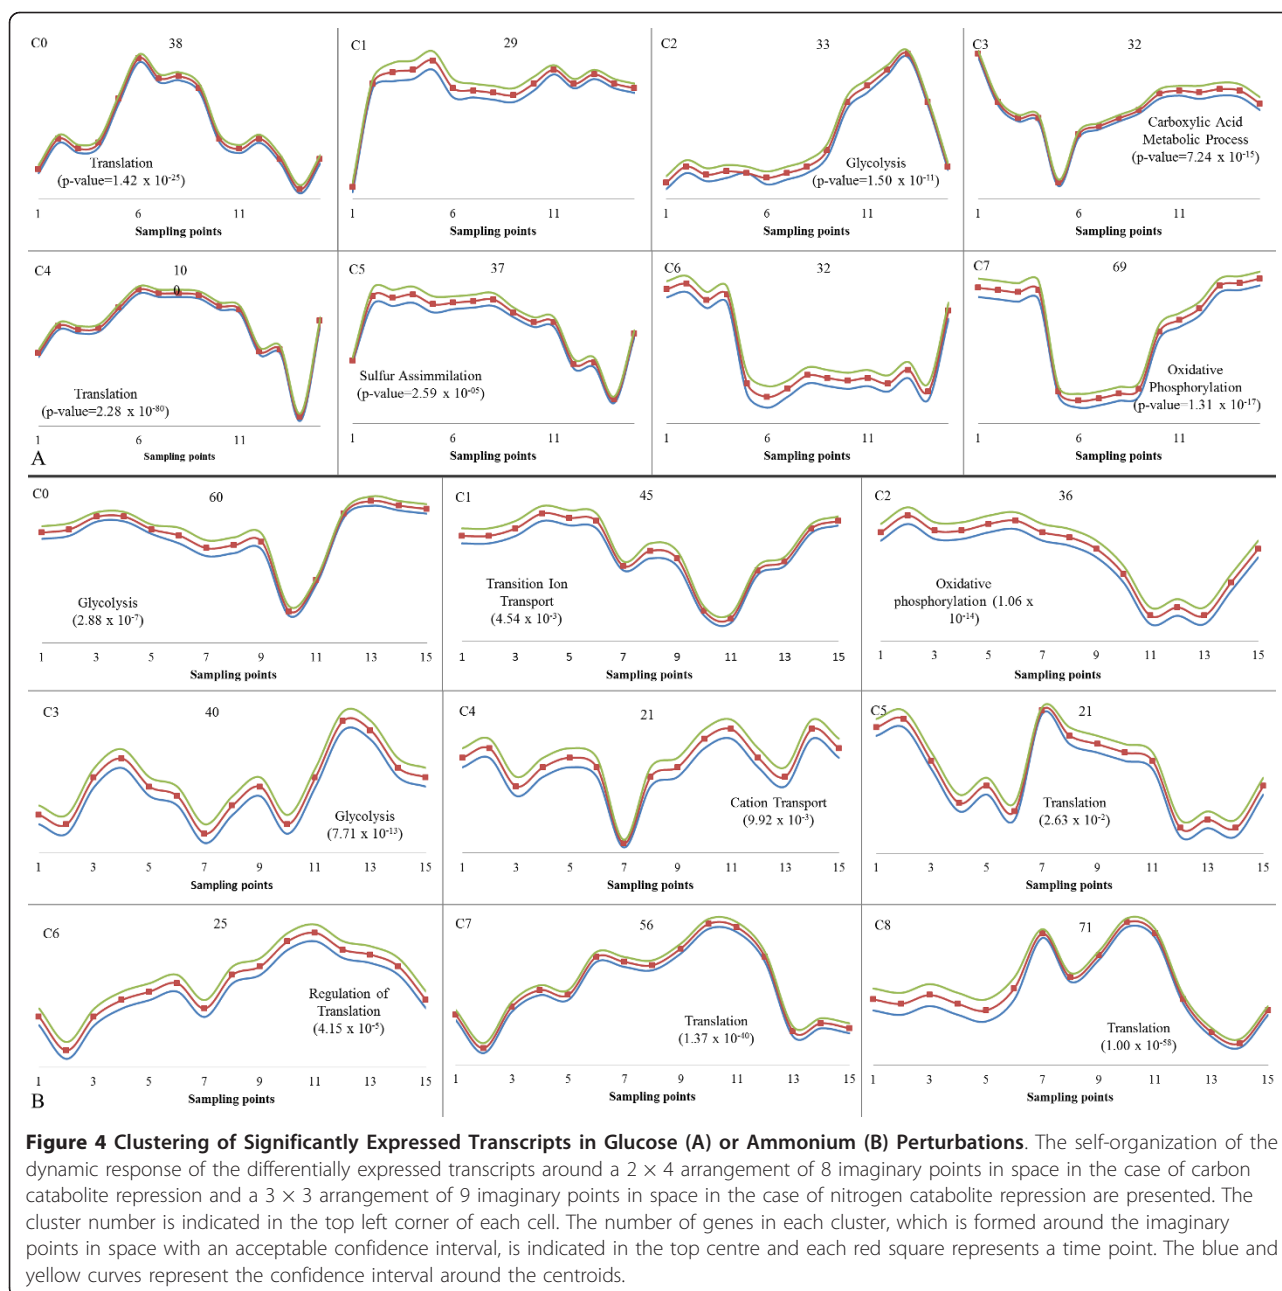 C0
38
Translation
(p-value=1.42 x 10-25)
1 6 11
Sampling points
C1
29
1 6 11
Sampling points
C2
33
Glycolysis
(p-value=1.50 x 10-11)
1 6 11
Sampling points
C3
32
Carboxylic Acid
Metabolic Process
(p-value=7.24 x 10-15)
1 6 11
Sampling points
C4
10
0
Translation
(p-value=2.28 x 10-80)
1 6 11
Sampling points
C5
37
Sulfur Assimmilation
(p-value=2.59 x 10-05)
1 6 11
Sampling points
C6
32
1 6 11
Sampling points
C7
69
Oxidative
Phosphorylation
(p-value=1.31 x 10-17)
1 6 11
Sampling points
A
C0
60
Glycolysis
(2.88 x 10-7)
1 3 5 7 9 11 13 15
Sampling points
C1
45
Transition Ion
Transport
(4.54 x 10-3)
1 3 5 7 9 11 13 15
Sampling points
C2
36
Oxidative
phosphorylation (1.06 x
10-14)
1 3 5 7 9 11 13 15
Sampling points
C3
40
Glycolysis
(7.71 x 10-13)
1 3 5 7 9 11 13 15
Sampling points
C4
21
Cation Transport
(9.92 x 10-3)
1 3 5 7 9 11 13 15
Sampling points
C5
21
Translation
(2.63 x 10-2)
1 3 5 7 9 11 13 15
Sampling points
C6
25
Regulation of
Translation
(4.15 x 10-5)
1 3 5 7 9 11 13 15
Sampling points
C7
56
Translation
(1.37 x 10-40)
1 3 5 7 9 11 13 15
Sampling points
C8
71
Translation
(1.00 x 10-58)
1 3 5 7 9 11 13 15
Sampling points
B
Figure 4 Clustering of Significantly Expressed Transcripts in Glucose (A) or Ammonium (B) Perturbations. The self-organization of the
dynamic response of the differentially expressed transcripts around a 2 × 4 arrangement of 8 imaginary points in space in the case of carbon
catabolite repression and a 3 × 3 arrangement of 9 imaginary points in space in the case of nitrogen catabolite repression are presented. The
cluster number is indicated in the top left corner of each cell. The number of genes in each cluster, which is formed around the imaginary
points in space with an acceptable confidence interval, is indicated in the top centre and each red square represents a time point. The blue and
yellow curves represent the confidence interval around the centroids.